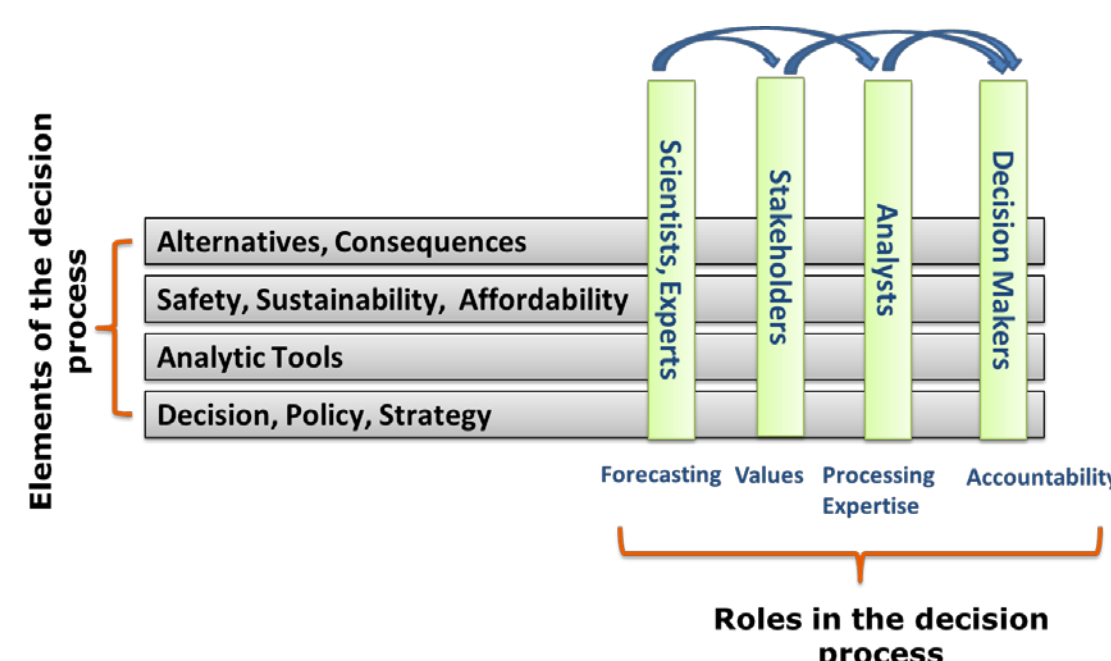 Elements of the decision
process
Alternatives, Consequences
Safety, Sustainability, Affordability
Analytic Tools
Decision, Policy, Strategy
Scientists, Experts
Stakeholders
Analysts
Decision Makers
Forecasting
Values
Processing
Expertise
Accountability
Roles in the decision
process